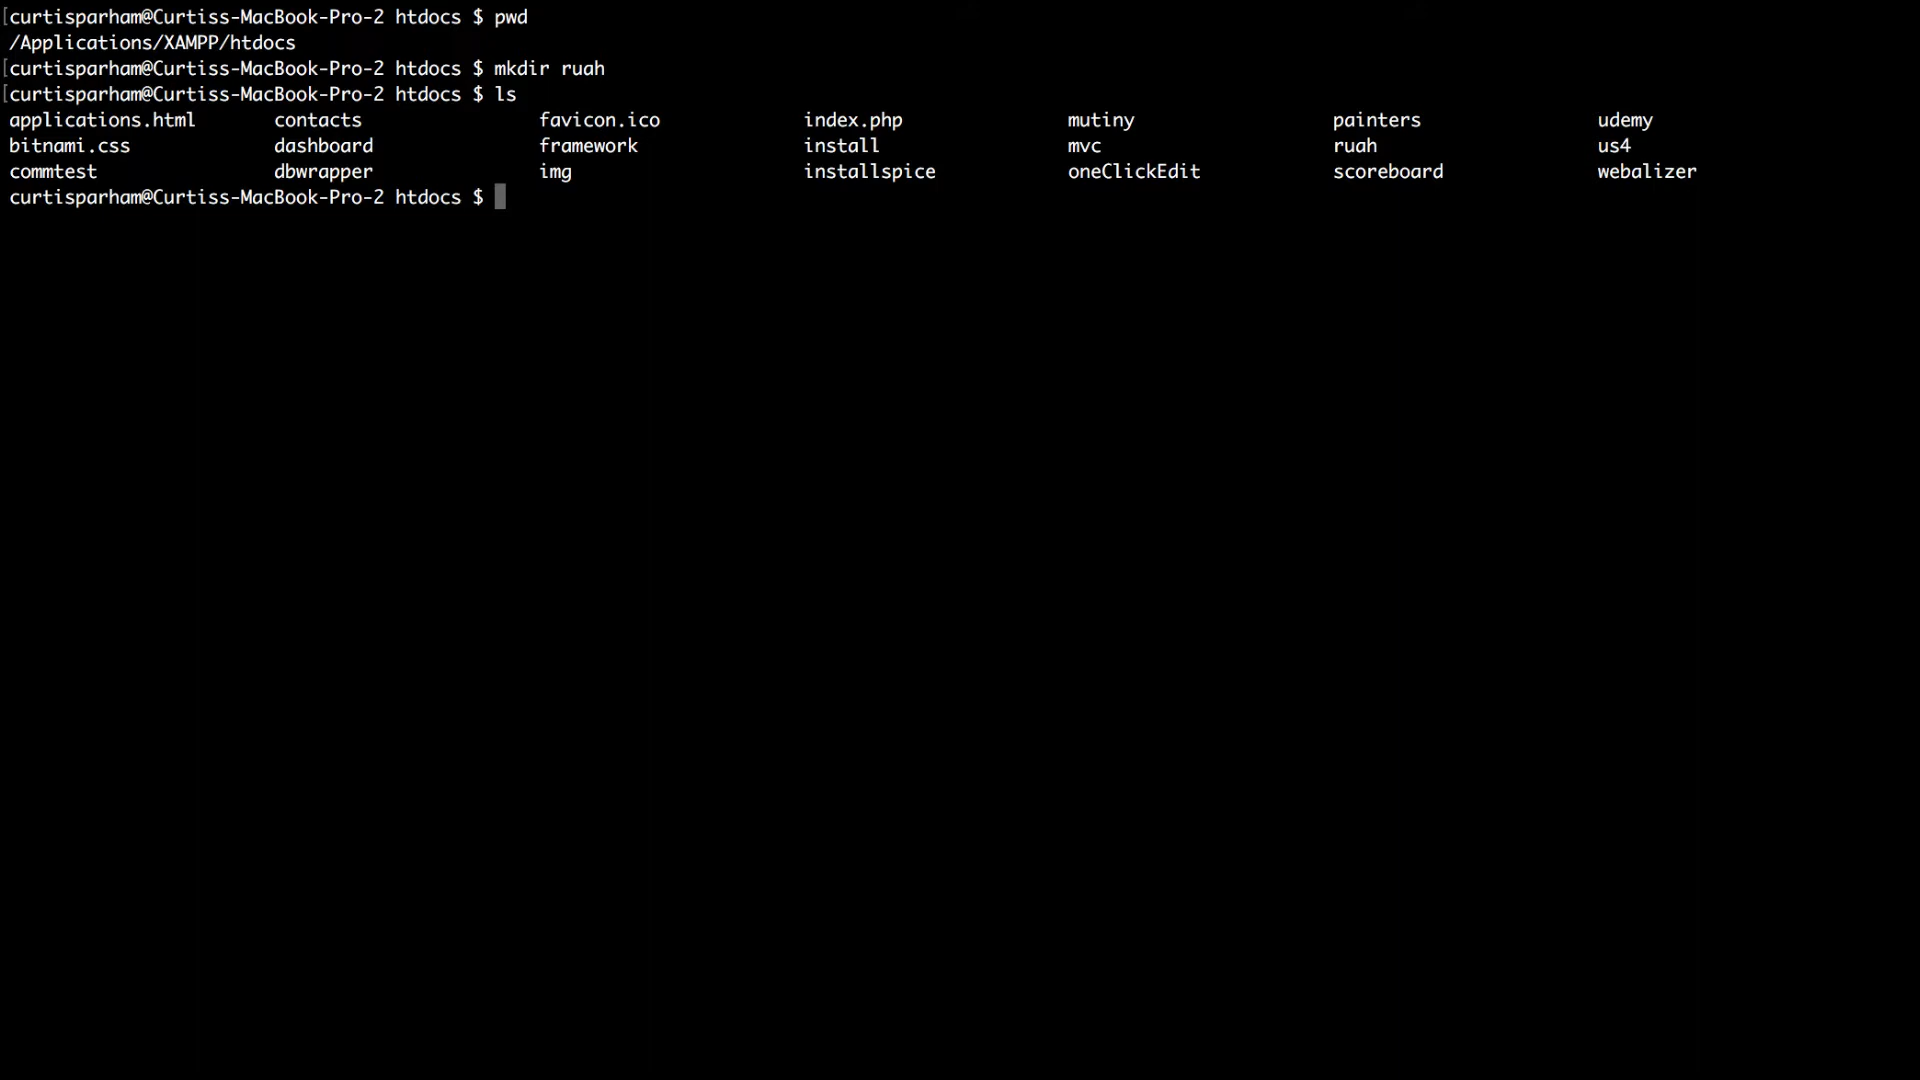 [curtisparham@Curtiss-MacBook-Pro-2 htdocs $ pwd
/Applications/XAMPP/htdocs
[curtisparham@Curtiss-MacBook-Pro-2 htdocs $ mkdir ruah
[curtisparham@Curtiss-MacBook-Pro-2 htdocs $ ls
applications.html contacts favicon.ico index.php mutiny painters udemy
bitnami.css dashboard framework install mvc ruah us4
commtest dbwrapper img installspice oneClickEdit scoreboard webalizer
curtisparham@Curtiss-MacBook-Pro-2 htdocs $